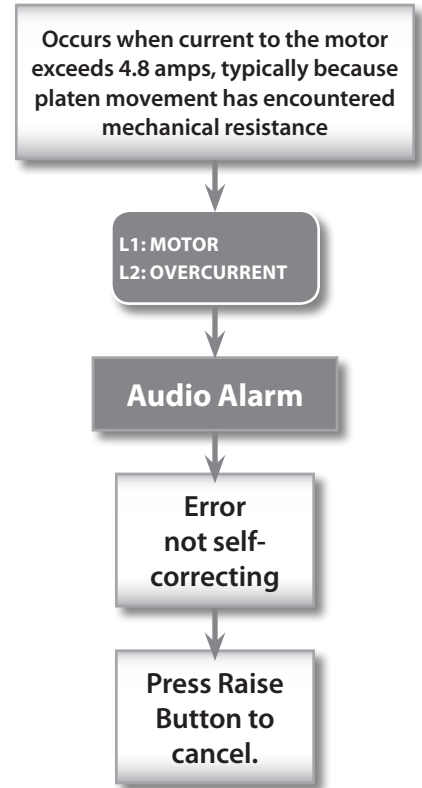 Occurs when current to the motor
exceeds 4.8 amps, typically because
platen movement has encountered
mechanical resistance
L1: MOTOR
L2: OVERCURRENT
Audio Alarm
Error
not self-
correcting
Press Raise
Button to
cancel.